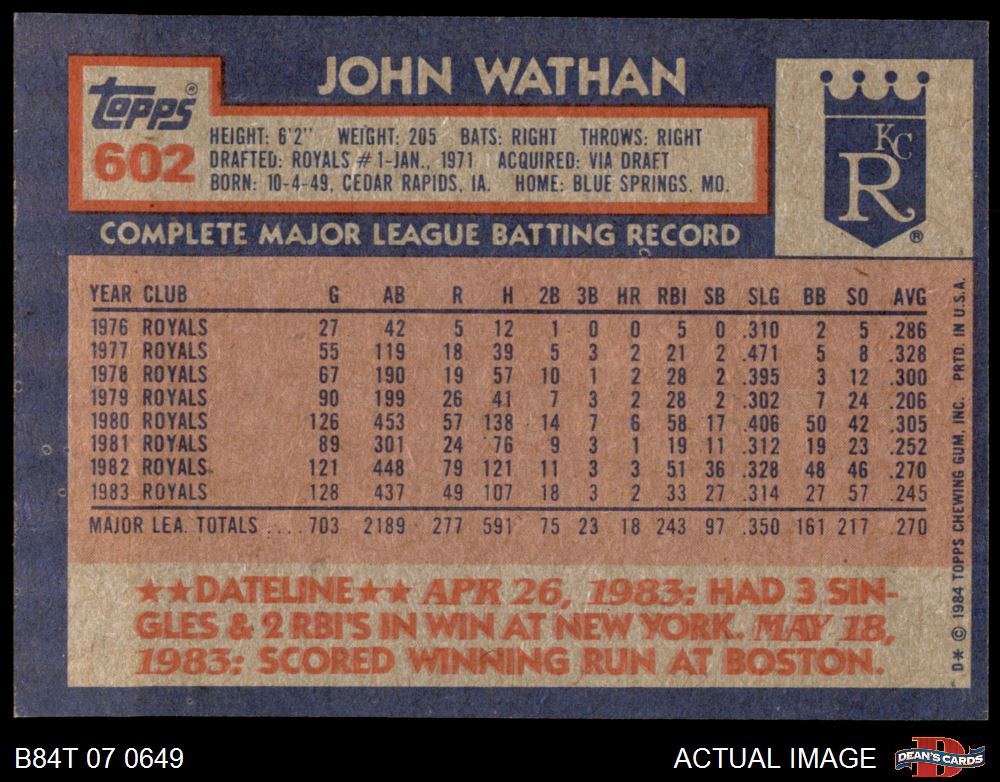 JOHN WATHAN
Topps®
602
HEIGHT: 6'2" WEIGHT: 205 BATS: RIGHT THROWS: RIGHT
DRAFTED: ROYALS #1-JAN., 1971 ACQUIRED: VIA DRAFT
BORN: 10-4-49, CEDAR RAPIDS, IA. HOME: BLUE SPRINGS, MO.
KC
R
®
COMPLETE MAJOR LEAGUE BATTING RECORD
YEAR CLUB G AB R H 2B 3B HR RBI SB SLG BB SO AVG
1976 ROYALS 27 42 5 12 1 0 0 5 0 .310 2 5 .286
1977 ROYALS 55 119 18 39 5 3 2 21 2 .471 5 8 .328
1978 ROYALS 67 190 19 57 10 1 2 28 2 .395 3 12 .300
1979 ROYALS 90 199 26 41 7 3 2 28 2 .302 7 24 .206
1980 ROYALS 126 453 57 138 14 7 6 58 17 .406 50 42 .305
1981 ROYALS 89 301 24 76 9 3 1 19 11 .312 19 23 .252
1982 ROYALS 121 448 79 121 11 3 3 51 36 .328 48 46 .270
1983 ROYALS 128 437 49 107 18 3 2 33 27 .314 27 57 .245
MAJOR LEA. TOTALS .... 703 2189 277 591 75 23 18 243 97 .350 161 217 .270
★★DATELINE★★ APR 26, 1983: HAD 3 SIN-
GLES & 2 RBI'S IN WIN AT NEW YORK. MAY 18,
1983: SCORED WINNING RUN AT BOSTON.
D* © 1984 TOPPS CHEWING GUM, INC. PRTD. IN U.S.A.
B84T 07 0649
ACTUAL IMAGE
D
DEAN'S CARDS